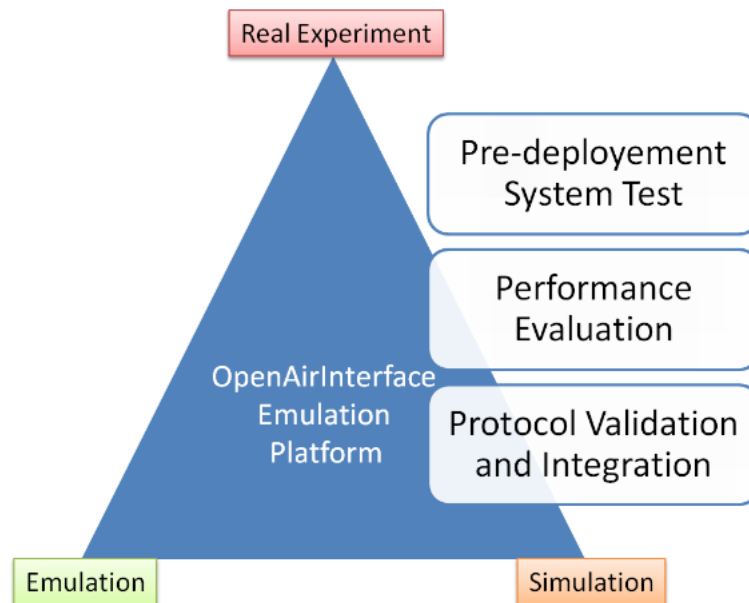 Real Experiment
Pre-deployement
System Test
Performance
Evaluation
OpenAirInterface
Emulation
Platform
Protocol Validation
and Integration
Emulation
Simulation